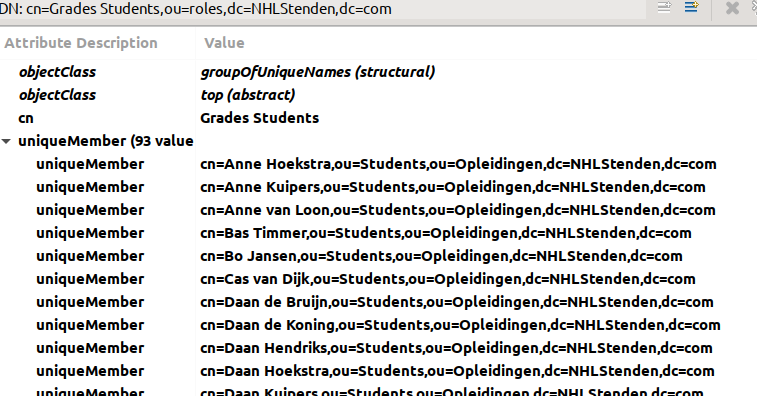 DN: cn=Grades Students,ou=roles,dc=NHLStenden,dc=com
Attribute Description Value
objectClass groupOfUniqueNames (structural)
objectClass top (abstract)
cn Grades Students
uniqueMember (93 value
uniqueMember cn=Anne Hoekstra,ou=Students,ou=Opleidingen,dc=NHLStenden,dc=com
uniqueMember cn=Anne Kuipers,ou=Students,ou=Opleidingen,dc=NHLStenden,dc=com
uniqueMember cn=Anne van Loon,ou=Students,ou=Opleidingen,dc=NHLStenden,dc=com
uniqueMember cn=Bas Timmer,ou=Students,ou=Opleidingen,dc=NHLStenden,dc=com
uniqueMember cn=Bo Jansen,ou=Students,ou=Opleidingen,dc=NHLStenden,dc=com
uniqueMember cn=Cas van Dijk,ou=Students,ou=Opleidingen,dc=NHLStenden,dc=com
uniqueMember cn=Daan de Bruijn,ou=Students,ou=Opleidingen,dc=NHLStenden,dc=com
uniqueMember cn=Daan de Koning,ou=Students,ou=Opleidingen,dc=NHLStenden,dc=com
uniqueMember cn=Daan Hendriks,ou=Students,ou=Opleidingen,dc=NHLStenden,dc=com
uniqueMember cn=Daan Hoekstra,ou=Students,ou=Opleidingen,dc=NHLStenden,dc=com
uniqueMember cn=Daan Kuipers,ou=Students,ou=Opleidingen,dc=NHLStenden,dc=com